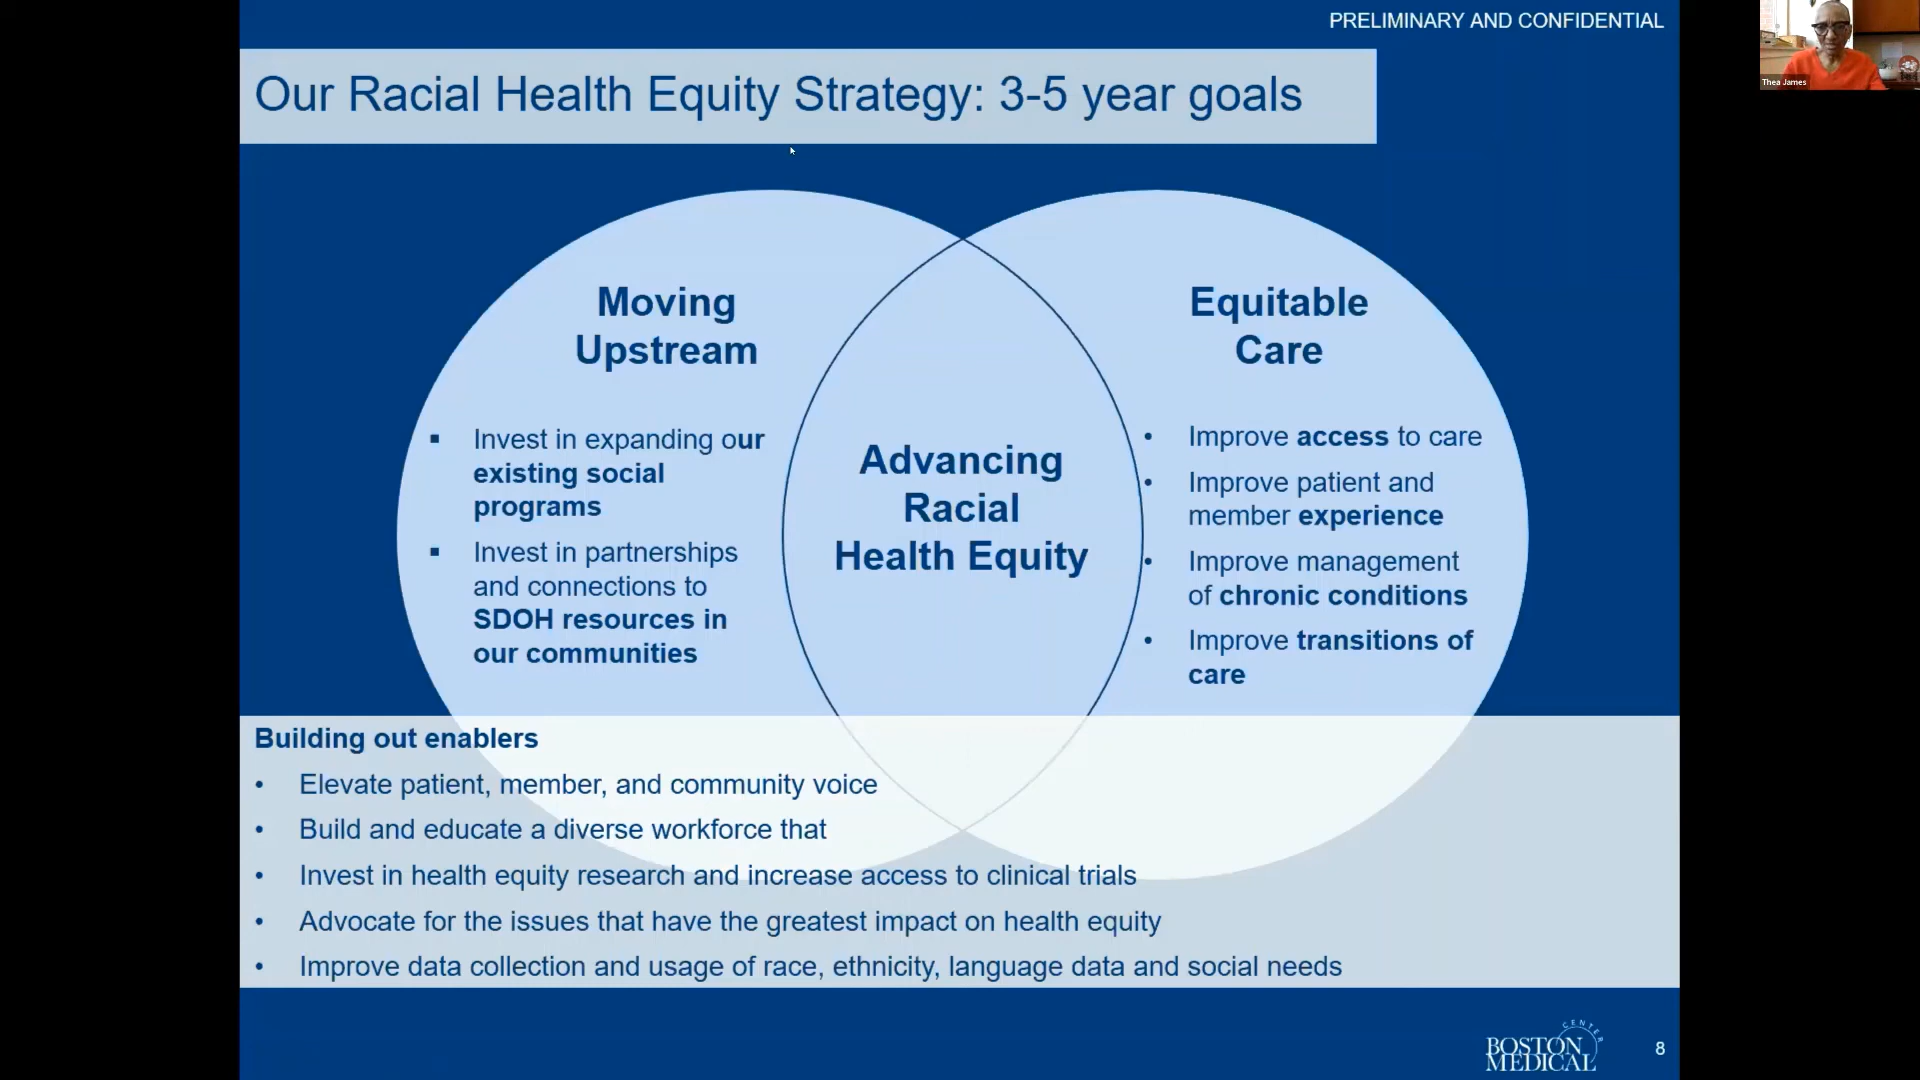 PRELIMINARY AND CONFIDENTIAL
Thea James
Our Racial Health Equity Strategy: 3-5 year goals
Moving
Upstream
▪ Invest in expanding our
existing social
programs
▪ Invest in partnerships
and connections to
SDOH resources in
our communities
Advancing
Racial
Health Equity
Equitable
Care
• Improve access to care
• Improve patient and
member experience
• Improve management
of chronic conditions
• Improve transitions of
care
Building out enablers
• Elevate patient, member, and community voice
• Build and educate a diverse workforce that
• Invest in health equity research and increase access to clinical trials
• Advocate for the issues that have the greatest impact on health equity
• Improve data collection and usage of race, ethnicity, language data and social needs
BOSTON
MEDICAL
CENTER
8